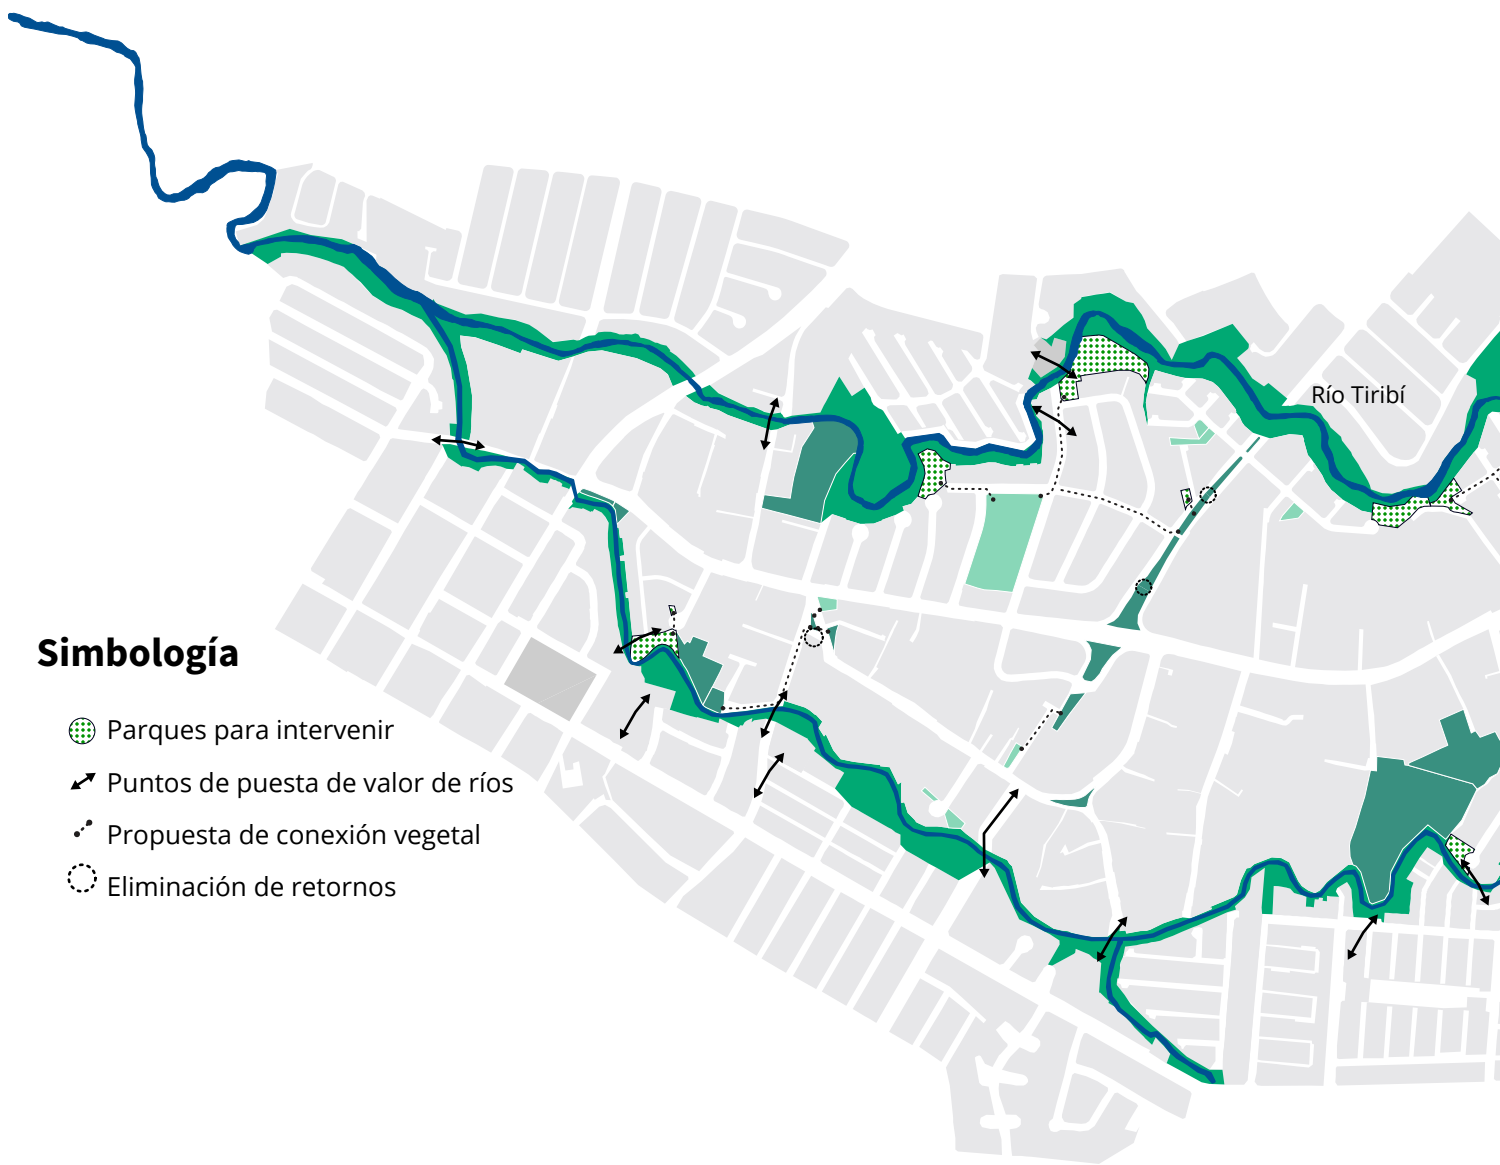 Río Tiribí
Simbología
Parques para intervenir
Puntos de puesta de valor de ríos
Propuesta de conexión vegetal
Eliminación de retornos